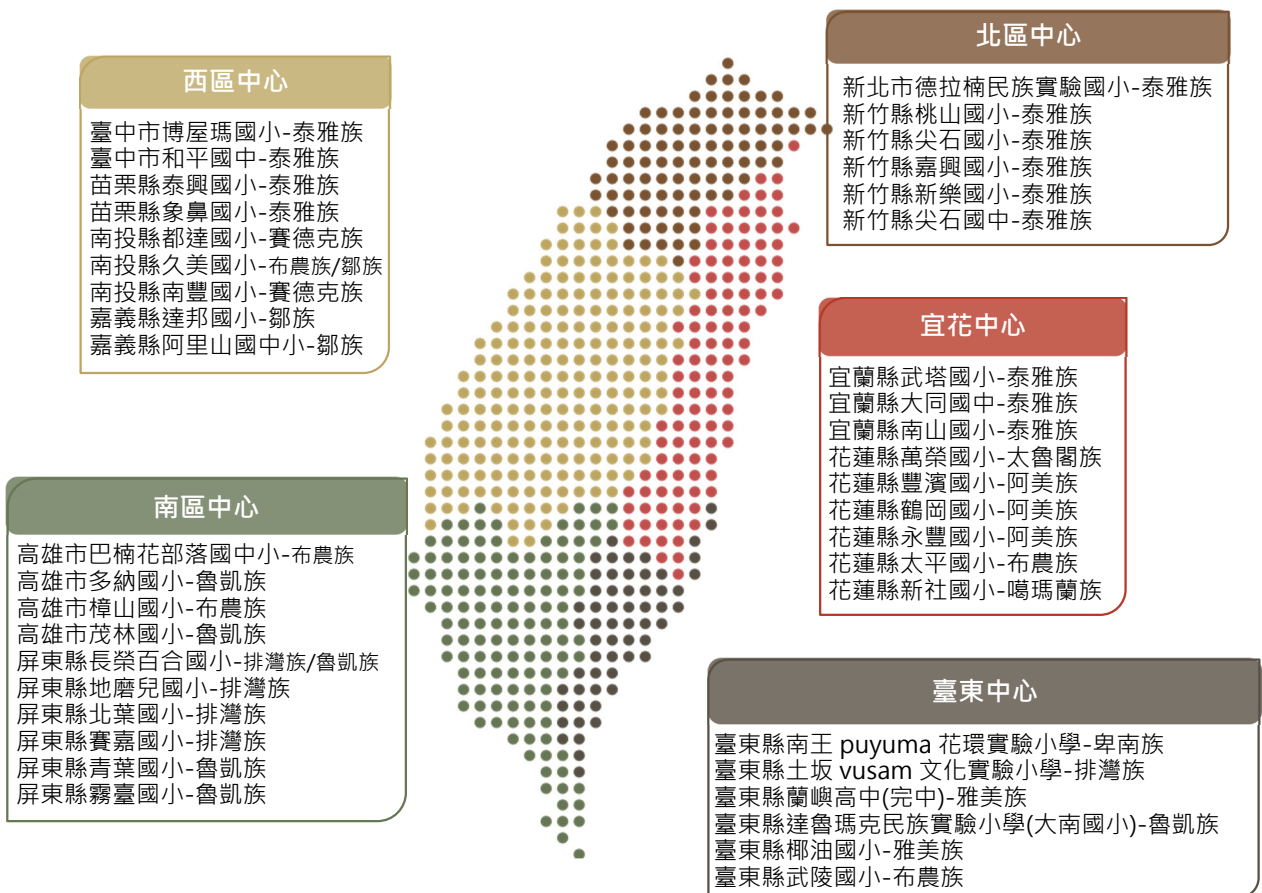 北區中心
新北市德拉楠民族實驗國小-泰雅族
新竹縣桃山國小-泰雅族
新竹縣尖石國小-泰雅族
新竹縣嘉興國小-泰雅族
新竹縣新樂國小-泰雅族
新竹縣尖石國中-泰雅族
西區中心
臺中市博屋瑪國小-泰雅族
臺中市和平國中-泰雅族
苗栗縣泰興國小-泰雅族
苗栗縣象鼻國小-泰雅族
南投縣都達國小-賽德克族
南投縣久美國小-布農族/鄒族
南投縣南豐國小-賽德克族
嘉義縣達邦國小-鄒族
嘉義縣阿里山國中小-鄒族
宜花中心
宜蘭縣武塔國小-泰雅族
宜蘭縣大同國中-泰雅族
宜蘭縣南山國小-泰雅族
花蓮縣萬榮國小-太魯閣族
花蓮縣豐濱國小-阿美族
花蓮縣鶴岡國小-阿美族
花蓮縣永豐國小-阿美族
花蓮縣太平國小-布農族
花蓮縣新社國小-噶瑪蘭族
南區中心
高雄市巴楠花部落國中小-布農族
高雄市多納國小-魯凱族
高雄市樟山國小-布農族
高雄市茂林國小-魯凱族
屏東縣長榮百合國小-排灣族/魯凱族
屏東縣地磨兒國小-排灣族
屏東縣北葉國小-排灣族
屏東縣賽嘉國小-排灣族
屏東縣青葉國小-魯凱族
屏東縣霧臺國小-魯凱族
臺東中心
臺東縣南王 puyuma 花環實驗小學-卑南族
臺東縣土坂 vusam 文化實驗小學-排灣族
臺東縣蘭嶼高中(完中)-雅美族
臺東縣達魯瑪克民族實驗小學(大南國小)-魯凱族
臺東縣椰油國小-雅美族
臺東縣武陵國小-布農族